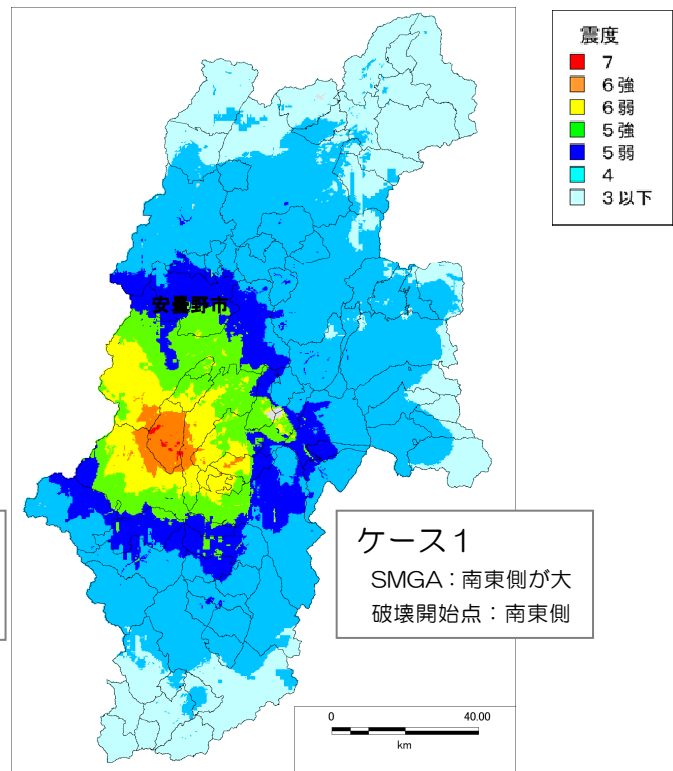 震度
7
6強
6弱
5強
5弱
4
3以下
安曇野市
ケース1
SMGA：南東側が大
破壊開始点：南東側
0 40.00
km